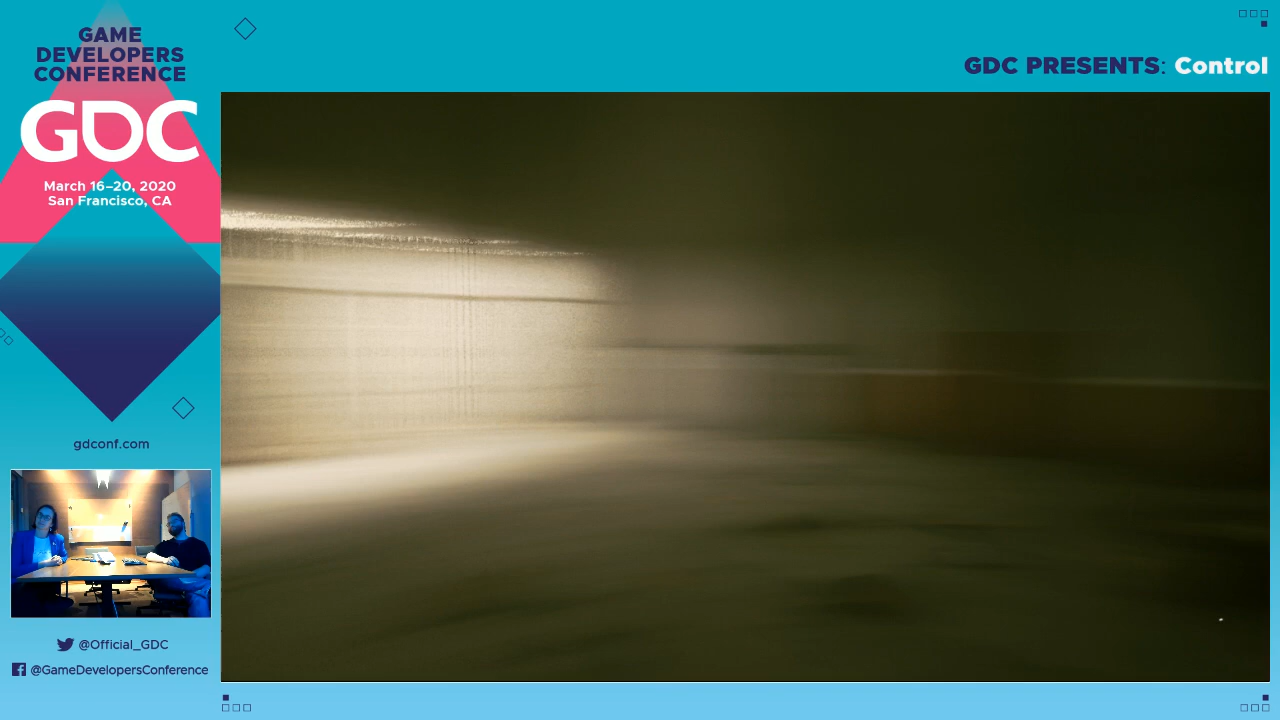 GAME
DEVELOPERS
CONFERENCE
GDC
March 16–20, 2020
San Francisco, CA
gdconf.com
@Official_GDC
@GameDevelopersConference
GDC PRESENTS: Control